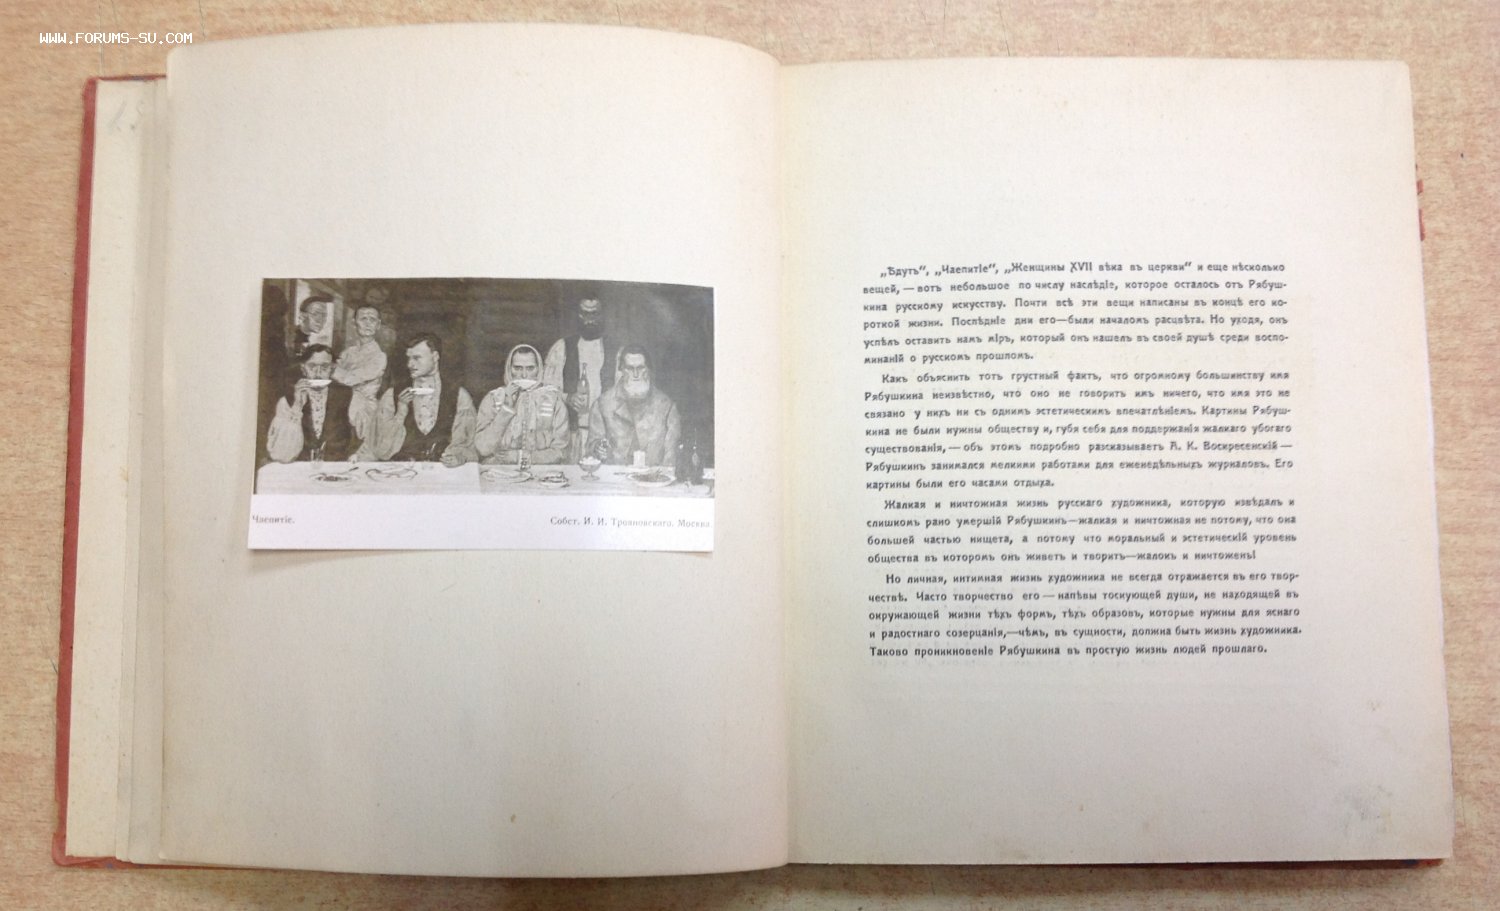 WWW.FORUMS-SU.COM
Чаепитіе.
Собст. И. И. Трояновскаго. Москва.
„Ѣдутъ“, „Чаепитіе“, „Женщины XVII вѣка въ церкви“ и еще нѣсколько
вещей, — вотъ небольшое по числу наслѣдіе, которое осталось отъ Рябуш-
кина русскому искусству. Почти всѣ эти вещи написаны въ концѣ его ко-
роткой жизни. Послѣдніе дни его—были началомъ расцвѣта. Но уходя, онъ
успѣлъ оставить намъ міръ, который онъ нашелъ въ своей душѣ среди воспо-
минаній о русскомъ прошломъ.
Какъ объяснить тотъ грустный фактъ, что огромному большинству имя
Рябушкина неизвѣстно, что оно не говоритъ имъ ничего, что имя это не
связано у нихъ ни съ однимъ эстетическимъ впечатлѣніемъ. Картины Рябуш-
кина не были нужны обществу и, губя себя для поддержанія жалкаго убогаго
существованія, — объ этомъ подробно разсказываетъ А. К. Воскресенскій —
Рябушкинъ занимался мелкими работами для еженедѣльныхъ журналовъ. Его
картины были его часами отдыха.
Жалкая и ничтожная жизнь русскаго художника, которую извѣдалъ и
слишкомъ рано умершій Рябушкинъ—жалкая и ничтожная не потому, что она
большей частью нищета, а потому что моральный и эстетическій уровень
общества въ которомъ онъ живетъ и творитъ—жалокъ и ничтоженъ!
Но личная, интимная жизнь художника не всегда отражается въ его твор-
чествѣ. Часто творчество его — напѣвы тоскующей души, не находящей въ
окружающей жизни тѣхъ формъ, тѣхъ образовъ, которые нужны для яснаго
и радостнаго созерцанія,—чѣмъ, въ сущности, должна быть жизнь художника.
Таково проникновеніе Рябушкина въ простую жизнь людей прошлаго.